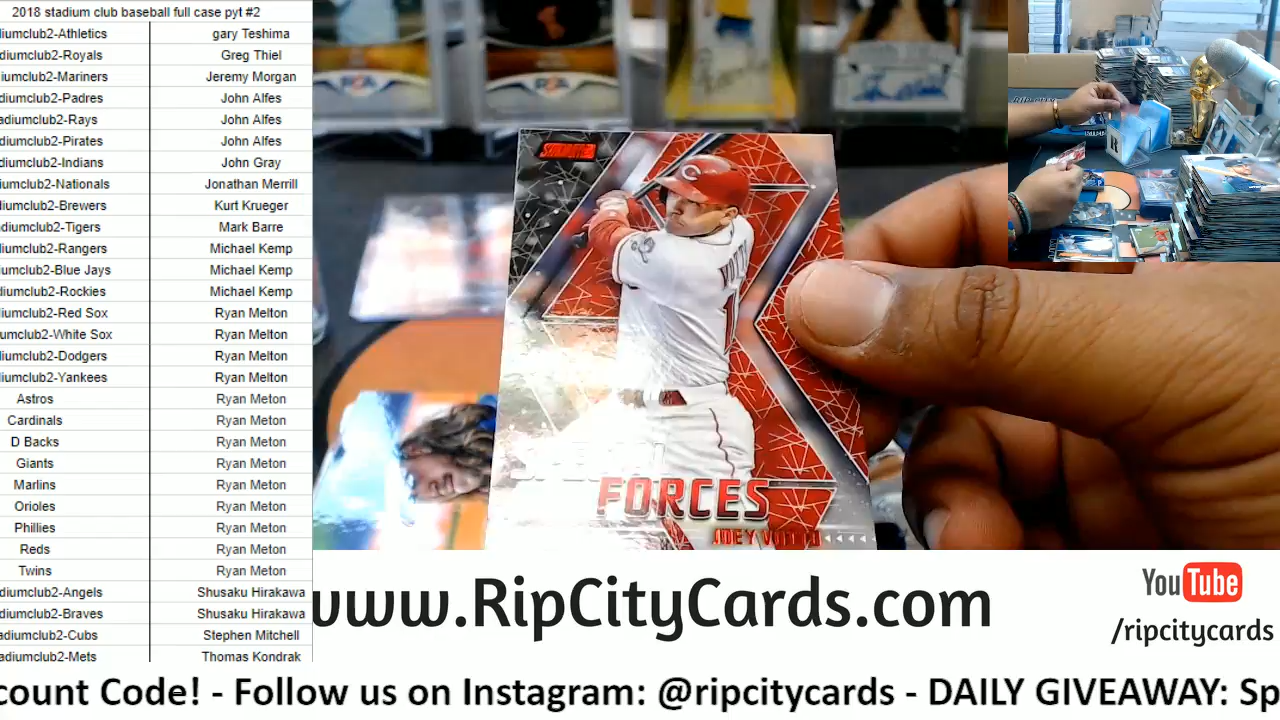 2018 stadium club baseball full case pyt #2
diumclub2-Athletics gary Teshima
diumclub2-Royals Greg Thiel
diumclub2-Mariners Jeremy Morgan
diumclub2-Padres John Alfes
adiumclub2-Rays John Alfes
adiumclub2-Pirates John Alfes
diumclub2-Indians John Gray
iumclub2-Nationals Jonathan Merrill
iumclub2-Brewers Kurt Krueger
adiumclub2-Tigers Mark Barre
iumclub2-Rangers Michael Kemp
diumclub2-Blue Jays Michael Kemp
diumclub2-Rockies Michael Kemp
diumclub2-Red Sox Ryan Melton
umclub2-White Sox Ryan Melton
iumclub2-Dodgers Ryan Melton
iumclub2-Yankees Ryan Melton
Astros Ryan Meton
Cardinals Ryan Meton
D Backs Ryan Meton
Giants Ryan Meton
Marlins Ryan Meton
Orioles Ryan Meton
Phillies Ryan Meton
Reds Ryan Meton
Twins Ryan Meton
diumclub2-Angels Shusaku Hirakawa
diumclub2-Braves Shusaku Hirakawa
adiumclub2-Cubs Stephen Mitchell
adiumclub2-Mets Thomas Kondrak
C
VOTTO
FORCES
JOEY VOTTO
www.RipCityCards.com
YouTube
/ripcitycards
count Code! - Follow us on Instagram: @ripcitycards - DAILY GIVEAWAY: Sp